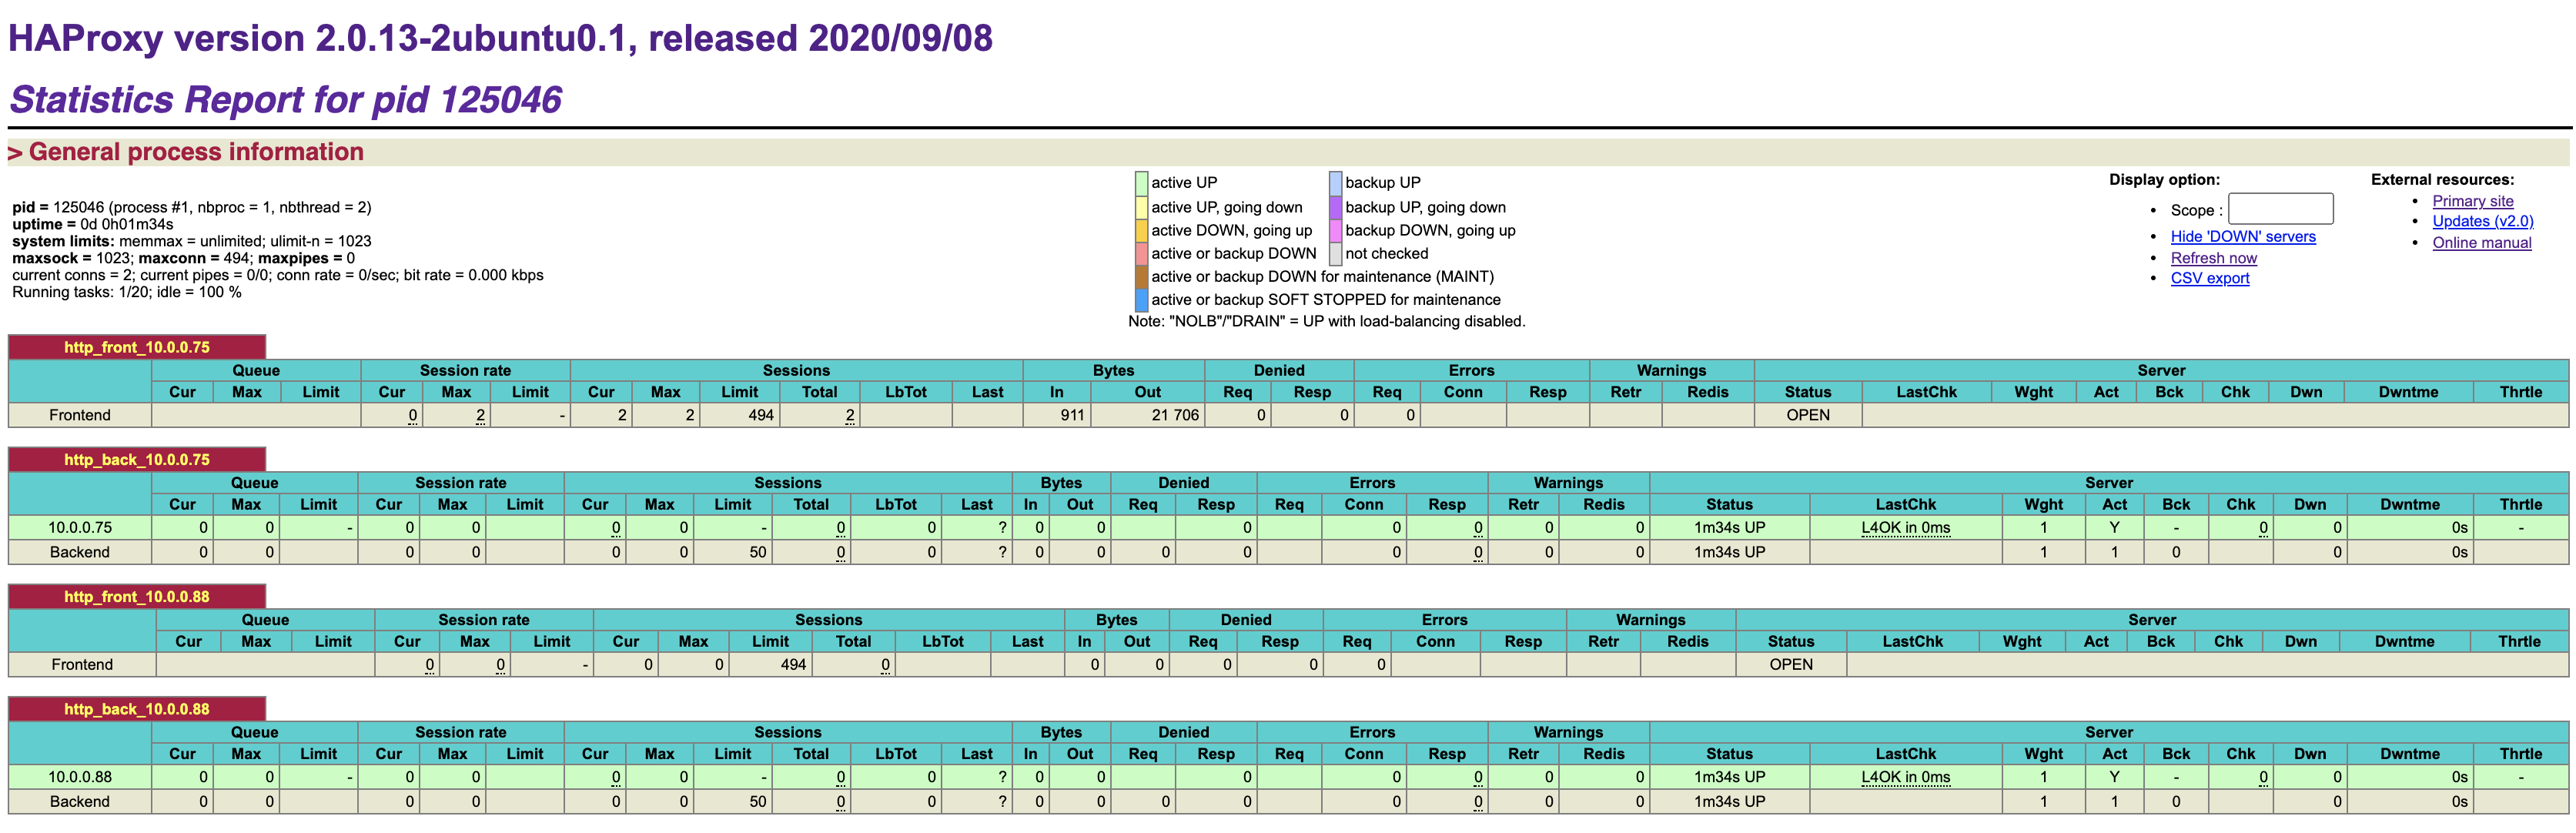 HAProxy version 2.0.13-2ubuntu0.1, released 2020/09/08
Statistics Report for pid 125046
> General process information
pid = 125046 (process #1, nbproc = 1, nbthread = 2)
uptime = 0d 0h01m34s
system limits: memmax = unlimited; ulimit-n = 1023
maxsock = 1023; maxconn = 494; maxpipes = 0
current conns = 2; current pipes = 0/0; conn rate = 0/sec; bit rate = 0.000 kbps
Running tasks: 1/20; idle = 100 %
active UP backup UP
active UP, going down backup UP, going down
active DOWN, going up backup DOWN, going up
active or backup DOWN not checked
active or backup DOWN for maintenance (MAINT)
active or backup SOFT STOPPED for maintenance
Note: "NOLB"/"DRAIN" = UP with load-balancing disabled.
Display option:
• Scope :
• Hide 'DOWN' servers
• Refresh now
• CSV export
External resources:
• Primary site
• Updates (v2.0)
• Online manual
http_front_10.0.0.75
Queue Session rate Sessions Bytes Denied Errors Warnings Server
Cur Max Limit Cur Max Limit Cur Max Limit Total LbTot Last In Out Req Resp Req Conn Resp Retr Redis Status LastChk Wght Act Bck Chk Dwn Dwntme Thrtle
Frontend 0 2 - 2 2 494 2 911 21 706 0 0 0 OPEN
http_back_10.0.0.75
Queue Session rate Sessions Bytes Denied Errors Warnings Server
Cur Max Limit Cur Max Limit Cur Max Limit Total LbTot Last In Out Req Resp Req Conn Resp Retr Redis Status LastChk Wght Act Bck Chk Dwn Dwntme Thrtle
10.0.0.75 0 0 - 0 0 0 0 - 0 0 ? 0 0 0 0 0 0 0 1m34s UP L4OK in 0ms 1 Y - 0 0 0s -
Backend 0 0 0 0 0 0 50 0 0 ? 0 0 0 0 0 0 0 0 1m34s UP 1 1 0 0 0s
http_front_10.0.0.88
Queue Session rate Sessions Bytes Denied Errors Warnings Server
Cur Max Limit Cur Max Limit Cur Max Limit Total LbTot Last In Out Req Resp Req Conn Resp Retr Redis Status LastChk Wght Act Bck Chk Dwn Dwntme Thrtle
Frontend 0 0 - 0 0 494 0 0 0 0 0 0 OPEN
http_back_10.0.0.88
Queue Session rate Sessions Bytes Denied Errors Warnings Server
Cur Max Limit Cur Max Limit Cur Max Limit Total LbTot Last In Out Req Resp Req Conn Resp Retr Redis Status LastChk Wght Act Bck Chk Dwn Dwntme Thrtle
10.0.0.88 0 0 - 0 0 0 0 - 0 0 ? 0 0 0 0 0 0 0 1m34s UP L4OK in 0ms 1 Y - 0 0 0s -
Backend 0 0 0 0 0 0 50 0 0 ? 0 0 0 0 0 0 0 0 1m34s UP 1 1 0 0 0s